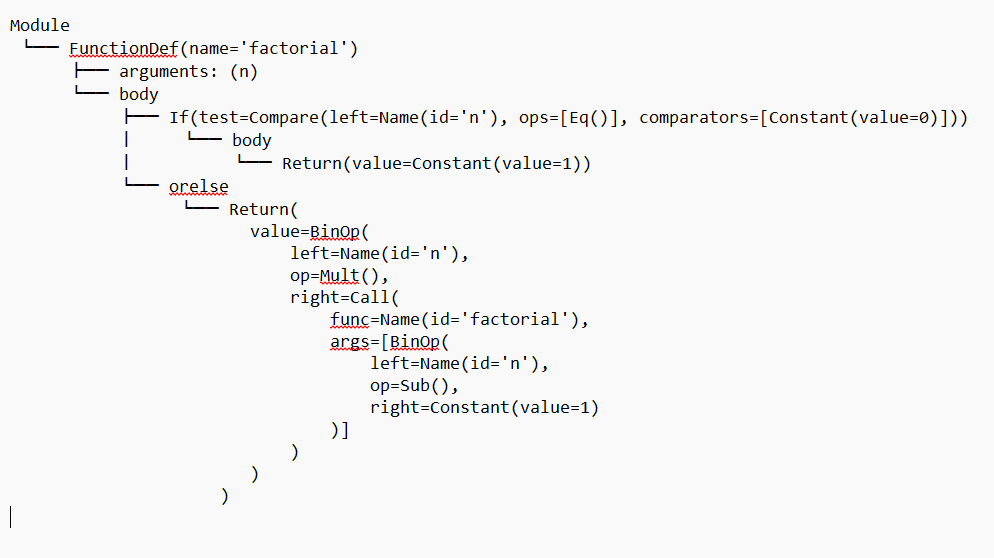 Module
└── FunctionDef(name='factorial')
├── arguments: (n)
└── body
├── If(test=Compare(left=Name(id='n'), ops=[Eq()], comparators=[Constant(value=0)]))
│ └── body
│ └── Return(value=Constant(value=1))
└── orelse
└── Return(
value=BinOp(
left=Name(id='n'),
op=Mult(),
right=Call(
func=Name(id='factorial'),
args=[BinOp(
left=Name(id='n'),
op=Sub(),
right=Constant(value=1)
)]
)
)
)